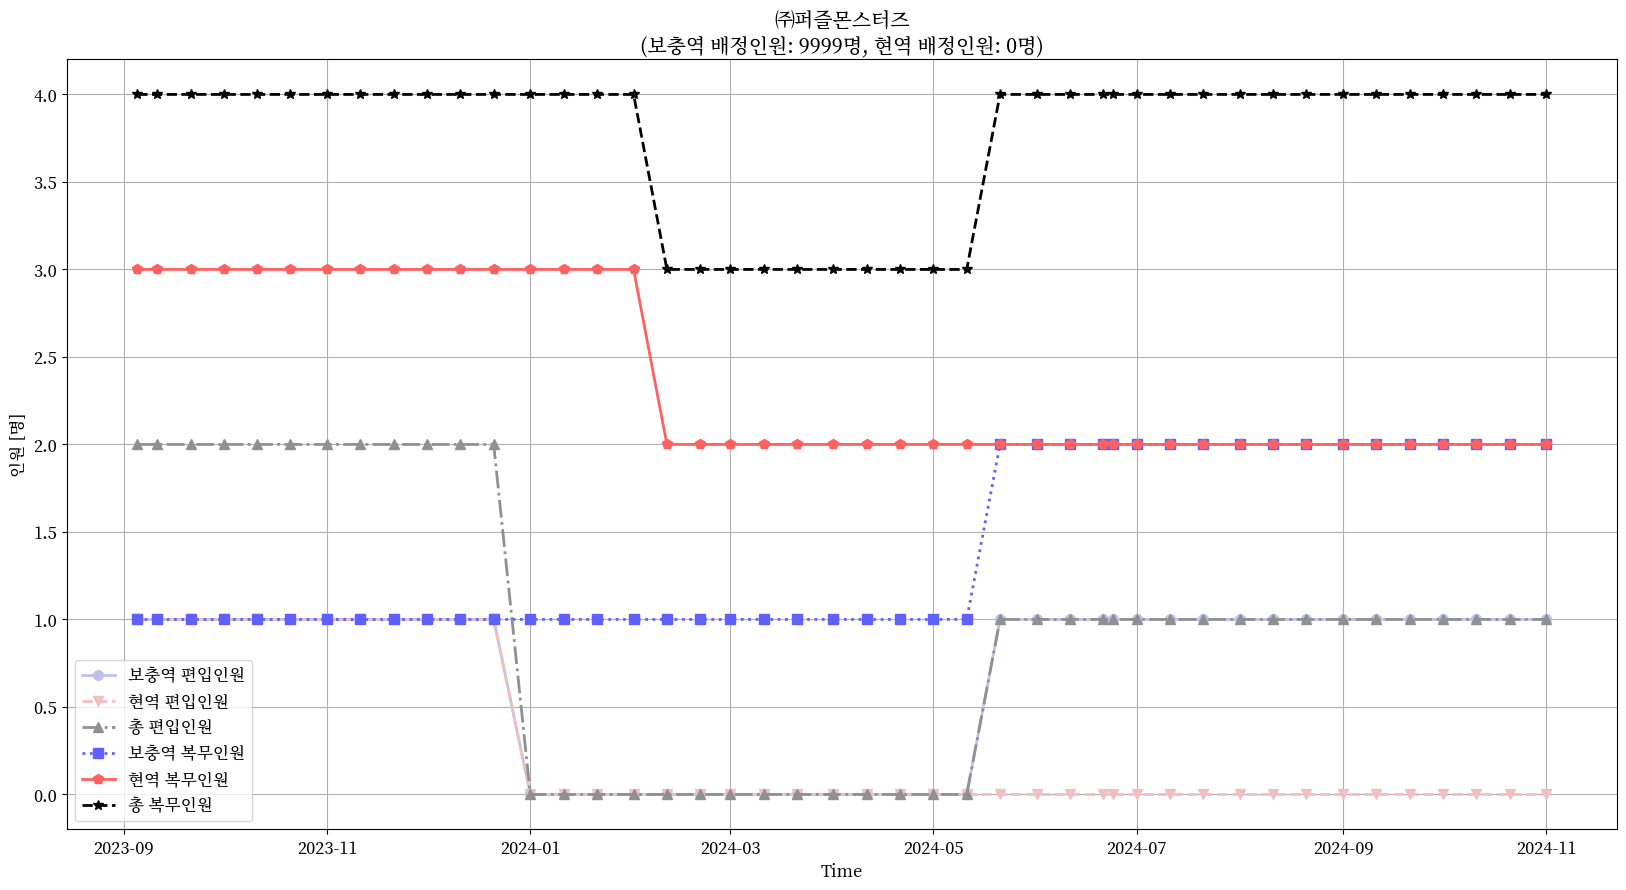 ㈜퍼즐몬스터즈
(보충역 배정인원: 9999명, 현역 배정인원: 0명)
인원 [명]
4.0
3.5
3.0
2.5
2.0
1.5
1.0
0.5
0.0
보충역 편입인원
현역 편입인원
총 편입인원
보충역 복무인원
현역 복무인원
총 복무인원
2023-09 2023-11 2024-01 2024-03 2024-05 2024-07 2024-09 2024-11
Time